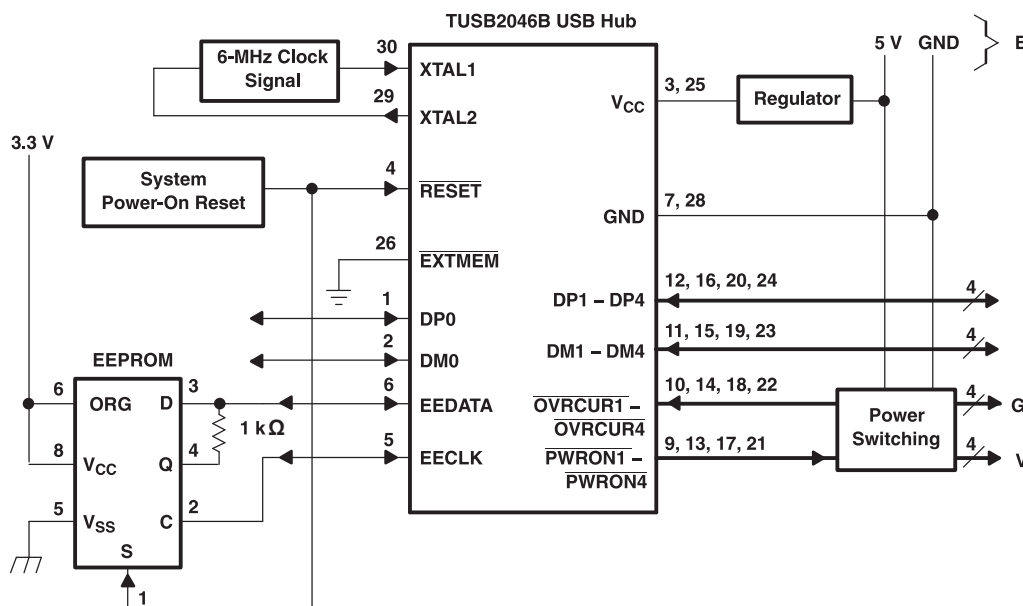 TUSB2046B USB Hub
6-MHz Clock
Signal
30
XTAL1
29
XTAL2
3.3 V
System
Power-On Reset
4
RESET
26
EXTMEM
1
DP0
2
DM0
EEPROM
6
ORG
D
3
6
EEDATA
1 kΩ
8
VCC
Q
4
5
EECLK
5
VSS
C
2
S
1
5 V
GND
VCC
3, 25
Regulator
GND
7, 28
DP1 – DP4
12, 16, 20, 24
4
DM1 – DM4
11, 15, 19, 23
4
OVRCUR1 –
OVRCUR4
10, 14, 18, 22
Power
Switching
4
G
PWRON1 –
PWRON4
9, 13, 17, 21
4